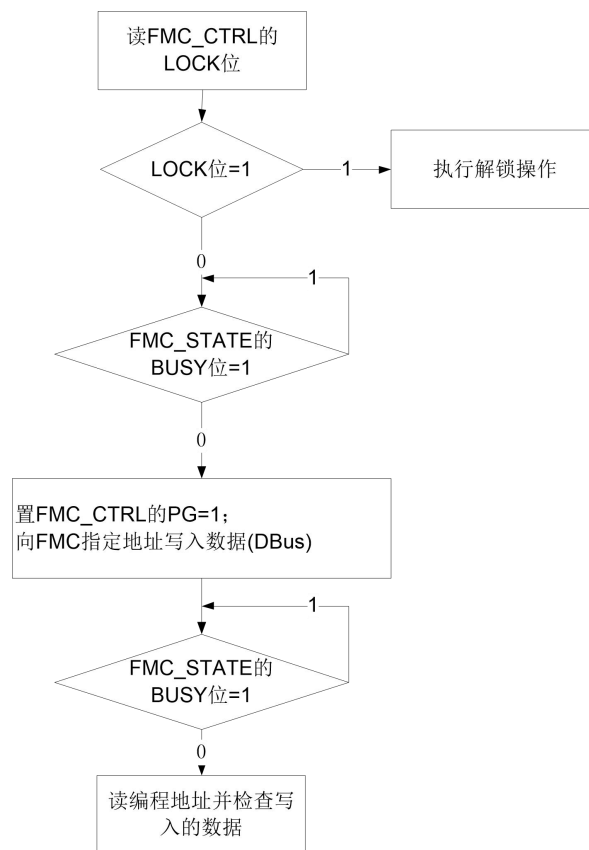 读FMC_CTRL的
LOCK位
LOCK位=1
1
执行解锁操作
0
1
FMC_STATE的
BUSY位=1
0
置FMC_CTRL的PG=1;
向FMC指定地址写入数据(DBus)
1
FMC_STATE的
BUSY位=1
0
读编程地址并检查写
入的数据